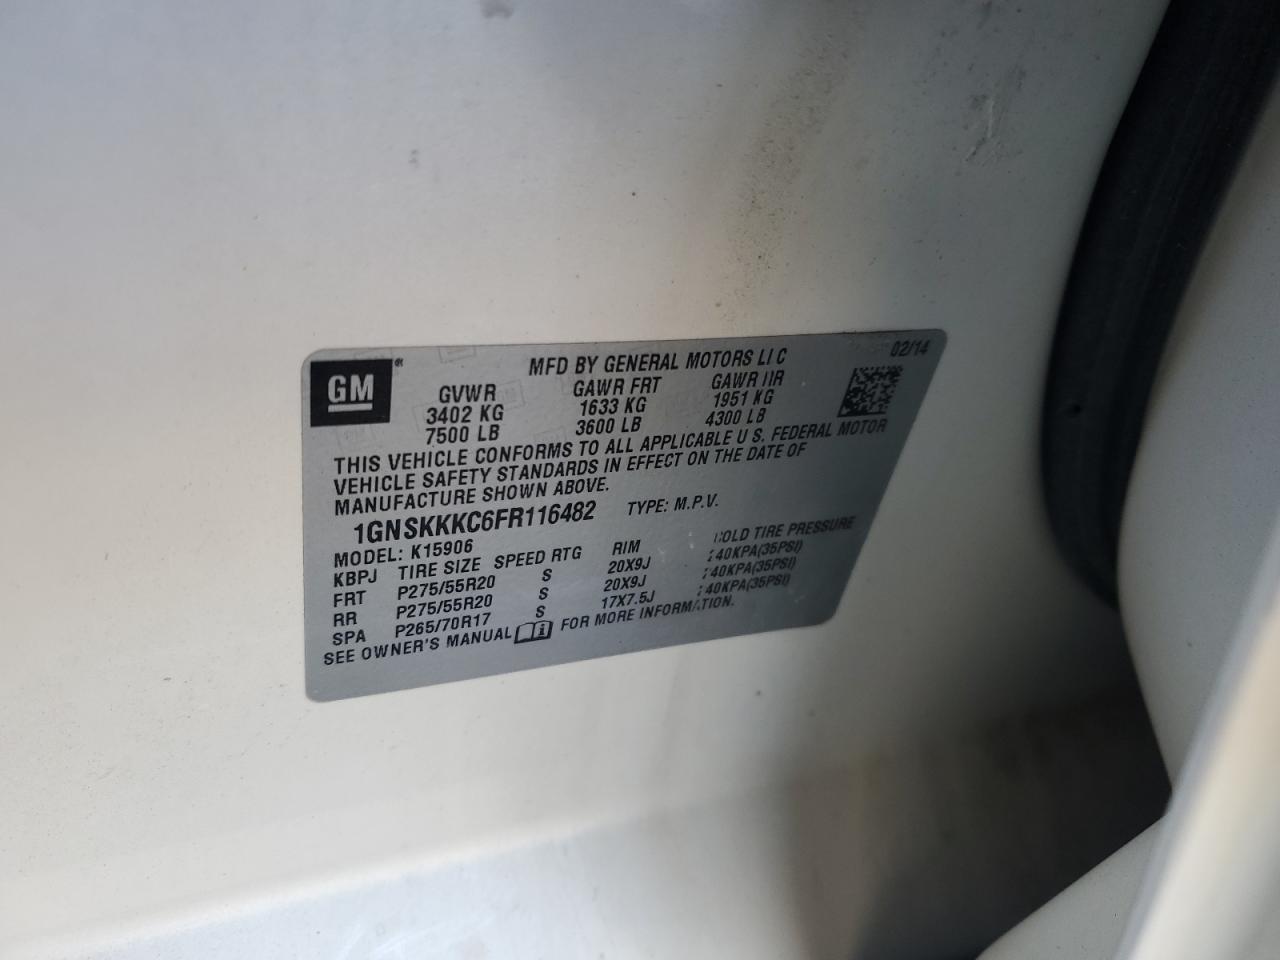 GM
MFD BY GENERAL MOTORS LLC
02/14
GVWR GAWR FRT GAWR RR
3402 KG 1633 KG 1951 KG
7500 LB 3600 LB 4300 LB
THIS VEHICLE CONFORMS TO ALL APPLICABLE U.S. FEDERAL MOTOR
VEHICLE SAFETY STANDARDS IN EFFECT ON THE DATE OF
MANUFACTURE SHOWN ABOVE.
1GNSKKKC6FR116482 TYPE: M.P.V.
MODEL: K15906
KBPJ TIRE SIZE SPEED RTG RIM COLD TIRE PRESSURE
FRT P275/55R20 S 20X9J 240KPA(35PSI)
RR P275/55R20 S 20X9J 240KPA(35PSI)
SPA P265/70R17 S 17X7.5J 240KPA(35PSI)
SEE OWNER'S MANUAL FOR MORE INFORMATION.